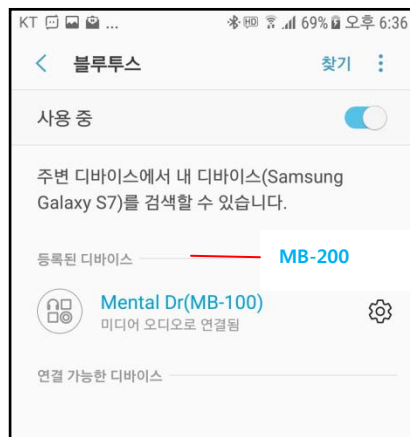 KT ... HD 69% 오후 6:36
블루투스 찾기
사용 중
주변 디바이스에서 내 디바이스(Samsung
Galaxy S7)를 검색할 수 있습니다.
등록된 디바이스
MB-200
Mental Dr(MB-100)
미디어 오디오로 연결됨
연결 가능한 디바이스